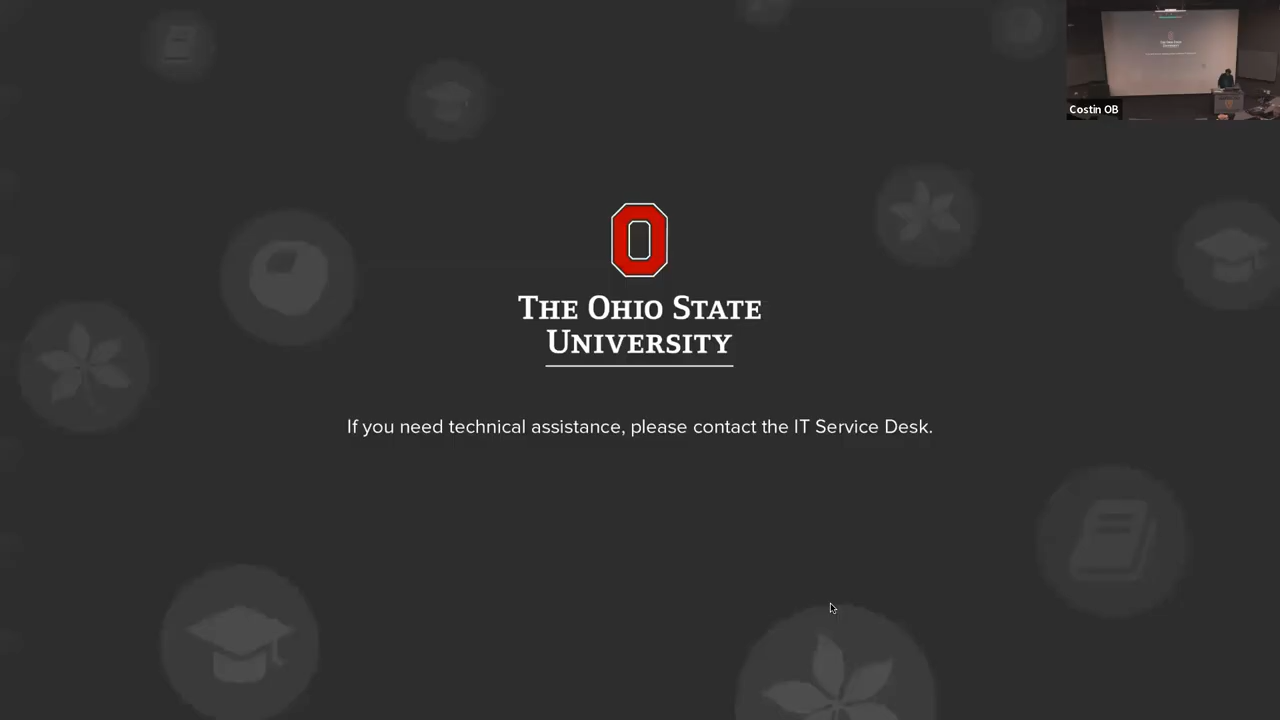 Costin OB
The Ohio State
University
If you need technical assistance, please contact the IT Service Desk.